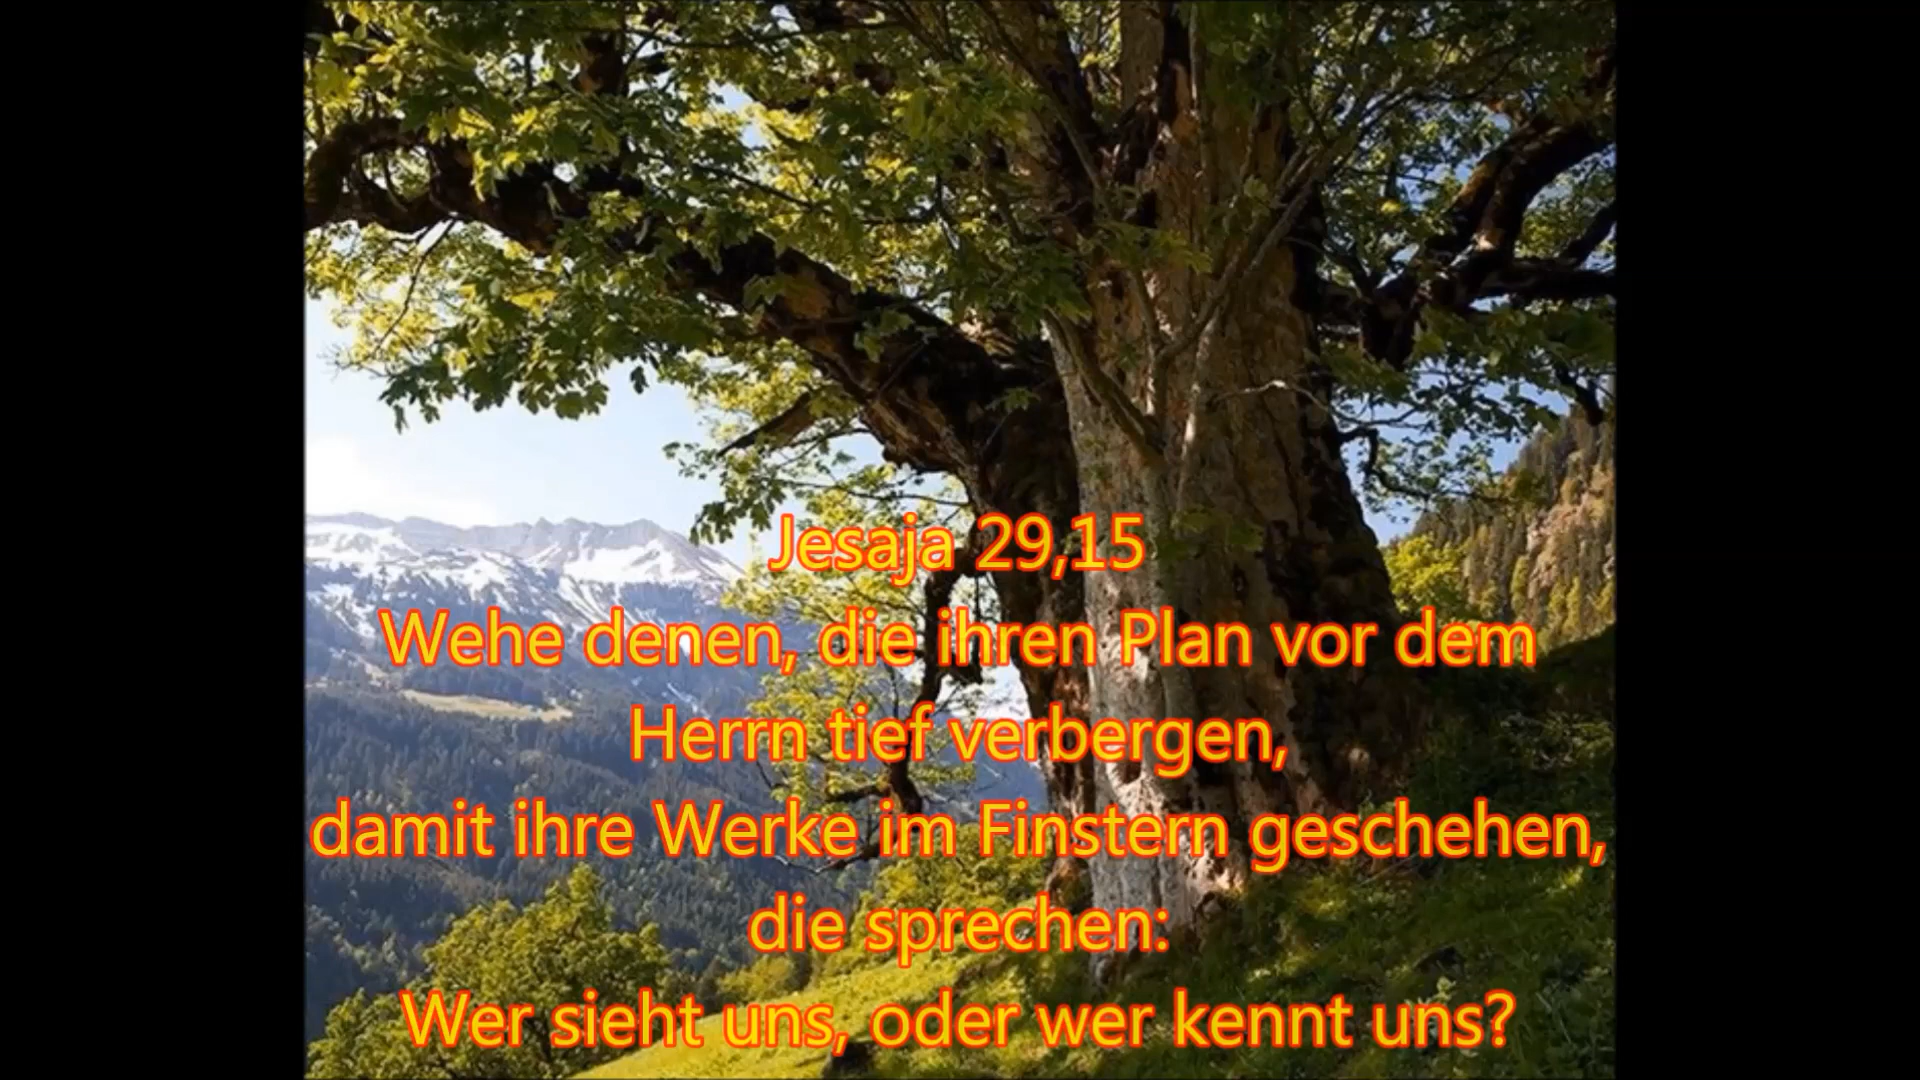 Jesaja 29,15
Wehe denen, die ihren Plan vor dem
Herrn tief verbergen,
damit ihre Werke im Finstern geschehen,
die sprechen:
Wer sieht uns, oder wer kennt uns?